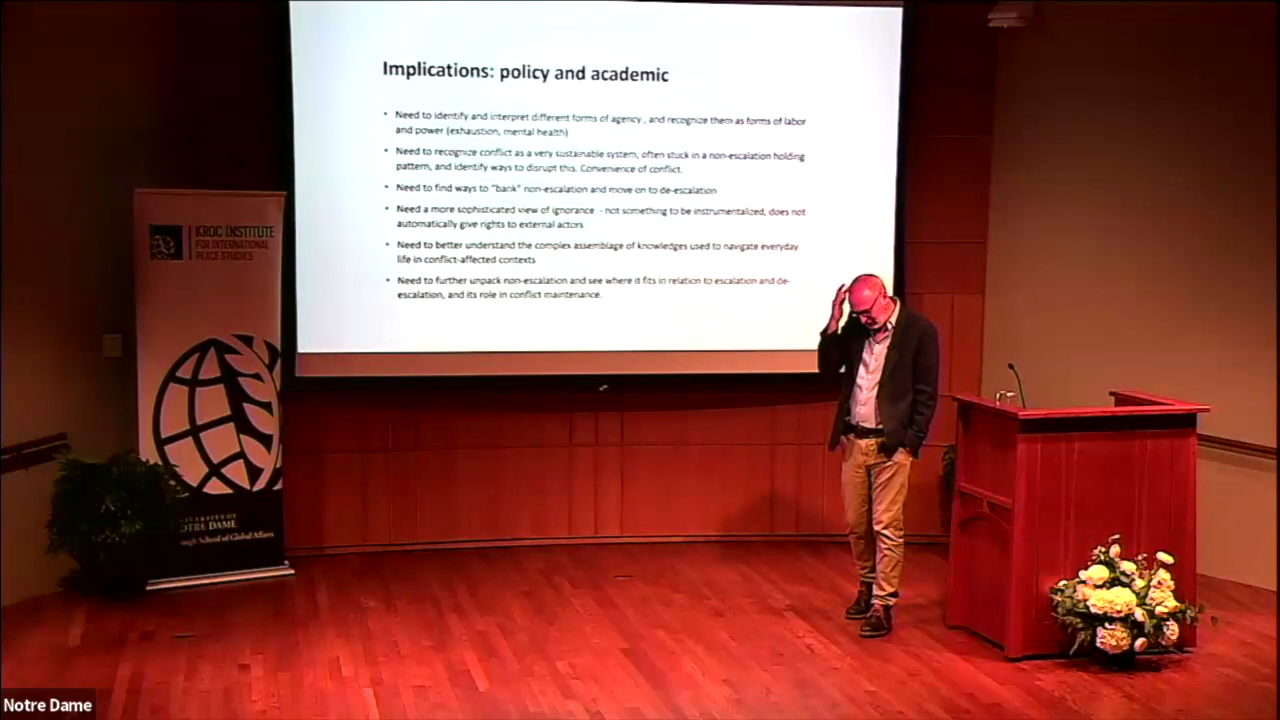 Implications: policy and academic
• Need to identify and interpret different forms of agency , and recognize them as forms of labor
and power (exhaustion, mental health)
• Need to recognize conflict as a very sustainable system, often stuck in a non-escalation holding
pattern, and identify ways to disrupt this. Convenience of conflict.
• Need to find ways to "bank" non-escalation and move on to de-escalation
• Need a more sophisticated view of ignorance - not something to be instrumentalized, does not
automatically give rights to external actors
• Need to better understand the complex assemblage of knowledges used to navigate everyday
life in conflict-affected contexts
• Need to further unpack non-escalation and see where it fits in relation to escalation and de-
escalation, and its role in conflict maintenance.
KROC INSTITUTE
FOR INTERNATIONAL
PEACE STUDIES
NOTRE DAME
School of Global Affairs
Notre Dame